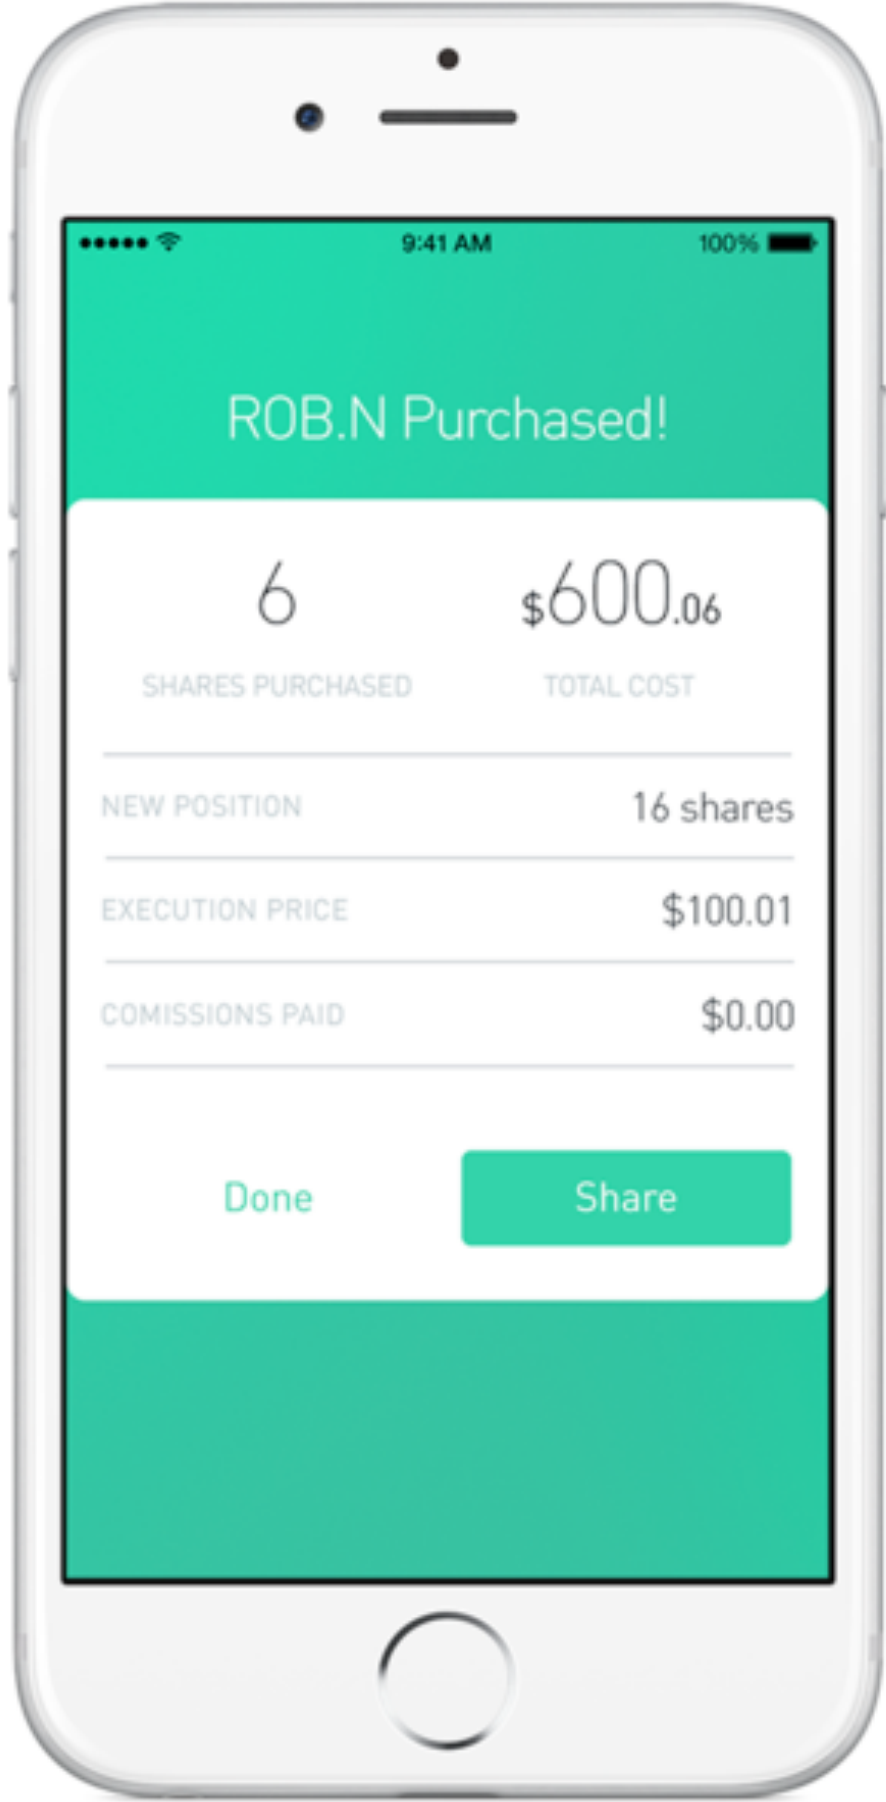 9:41 AM 100%
ROB.N Purchased!
6 $600.06
SHARES PURCHASED TOTAL COST
NEW POSITION 16 shares
EXECUTION PRICE $100.01
COMISSIONS PAID $0.00
Done Share